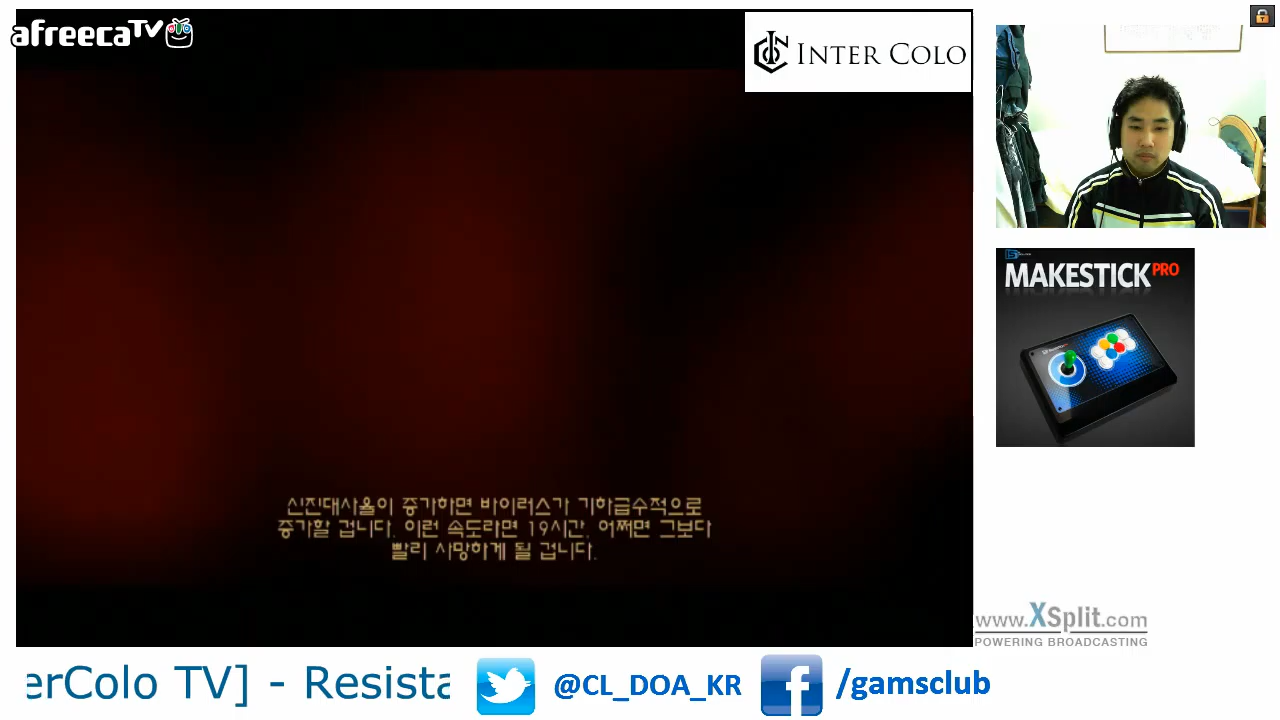 afreecaTV
INTER COLO
MAKESTICK PRO
신진대사율이 증가하면 바이러스가 기하급수적으로
증가할 겁니다. 이런 속도라면 19시간, 어쩌면 그보다
빨리 사망하게 될 겁니다.
www.XSplit.com
POWERING BROADCASTING
erColo TV] - Resista
@CL_DOA_KR
/gamsclub